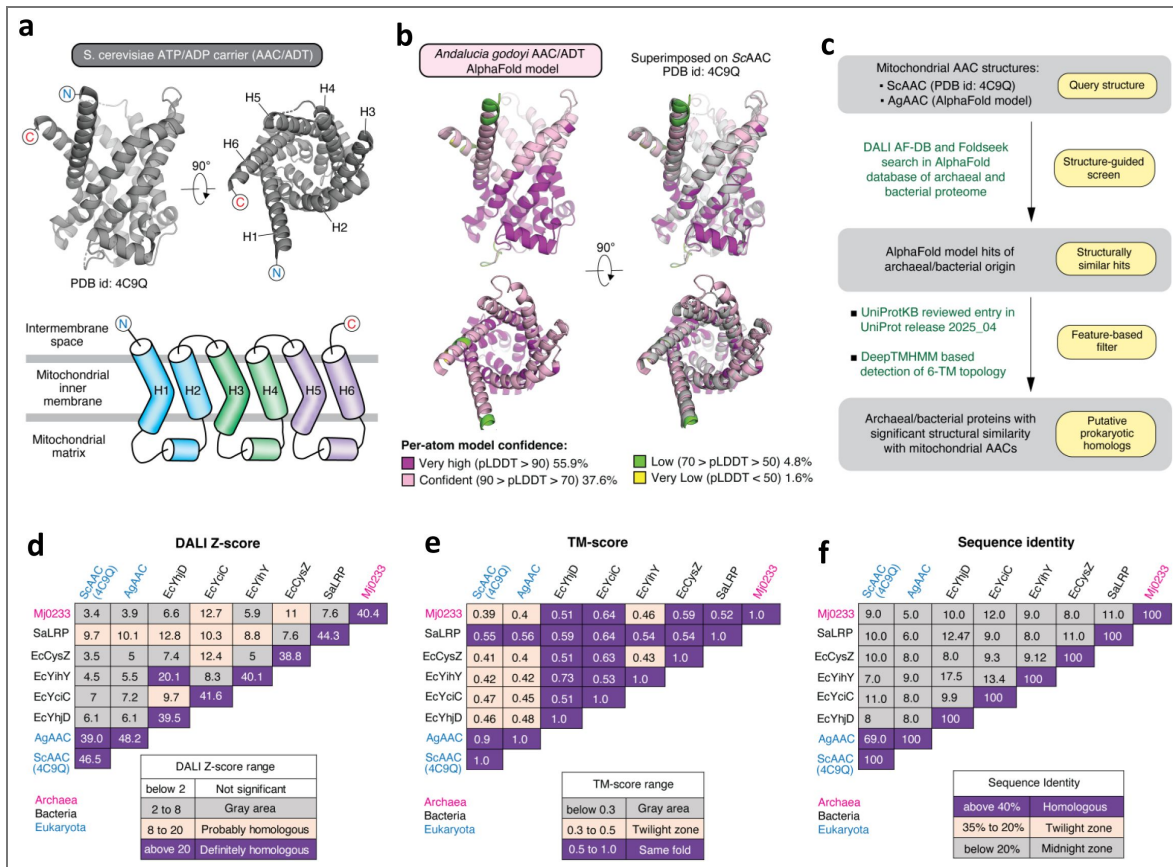 a
S. cerevisiae ATP/ADP carrier (AAC/ADT)
N
C
90°
H5
H4
H3
H6
C
H1
H2
N
PDB id: 4C9Q
Intermembrane
space
Mitochondrial
inner
membrane
Mitochondrial
matrix
N
C
H1
H2
H3
H4
H5
H6
b
Andalucia godoyi AAC/ADT
AlphaFold model
Superimposed on ScAAC
PDB id: 4C9Q
90°
Per-atom model confidence:
Very high (pLDDT > 90) 55.9%
Confident (90 > pLDDT > 70) 37.6%
Low (70 > pLDDT > 50) 4.8%
Very Low (pLDDT < 50) 1.6%
c
Mitochondrial AAC structures:
▪ ScAAC (PDB id: 4C9Q)
▪ AgAAC (AlphaFold model)
Query structure
DALI AF-DB and Foldseek
search in AlphaFold
database of archaeal and
bacterial proteome
Structure-guided
screen
AlphaFold model hits of
archaeal/bacterial origin
Structurally
similar hits
■ UniProtKB reviewed entry in
UniProt release 2025_04
■ DeepTMHMM based
detection of 6-TM topology
Feature-based
filter
Archaeal/bacterial proteins with
significant structural similarity
with mitochondrial AACs
Putative
prokaryotic
homologs
d
DALI Z-score
ScAAC
(4C9Q)
AgAAC
EcYhjD
EcYciC
EcYihY
EcCysZ
SaLRP
Mj0233
Mj0233 3.4 3.9 6.6 12.7 5.9 11 7.6 40.4
SaLRP 9.7 10.1 12.8 10.3 8.8 7.6 44.3
EcCysZ 3.5 5 7.4 12.4 5 38.8
EcYihY 4.5 5.5 20.1 8.3 40.1
EcYciC 7 7.2 9.7 41.6
EcYhjD 6.1 6.1 39.5
AgAAC 39.0 48.2
ScAAC
(4C9Q) 46.5
Archaea
Bacteria
Eukaryota
DALI Z-score range
below 2 Not significant
2 to 8 Gray area
8 to 20 Probably homologous
above 20 Definitely homologous
e
TM-score
ScAAC
(4C9Q)
AgAAC
EcYhjD
EcYciC
EcYihY
EcCysZ
SaLRP
Mj0233
Mj0233 0.39 0.4 0.51 0.64 0.46 0.59 0.52 1.0
SaLRP 0.55 0.56 0.59 0.64 0.54 0.54 1.0
EcCysZ 0.41 0.4 0.51 0.63 0.43 1.0
EcYihY 0.42 0.42 0.73 0.53 1.0
EcYciC 0.47 0.45 0.51 1.0
EcYhjD 0.46 0.48 1.0
AgAAC 0.9 1.0
ScAAC
(4C9Q) 1.0
Archaea
Bacteria
Eukaryota
TM-score range
below 0.3 Gray area
0.3 to 0.5 Twilight zone
0.5 to 1.0 Same fold
f
Sequence identity
ScAAC
(4C9Q)
AgAAC
EcYhjD
EcYciC
EcYihY
EcCysZ
SaLRP
Mj0233
Mj0233 9.0 5.0 10.0 12.0 9.0 8.0 11.0 100
SaLRP 10.0 6.0 12.47 9.0 8.0 11.0 100
EcCysZ 10.0 8.0 8.0 9.3 9.12 100
EcYihY 7.0 9.0 17.5 13.4 100
EcYciC 11.0 8.0 9.9 100
EcYhjD 8 8.0 100
AgAAC 69.0 100
ScAAC
(4C9Q) 100
Archaea
Bacteria
Eukaryota
Sequence Identity
above 40% Homologous
35% to 20% Twilight zone
below 20% Midnight zone